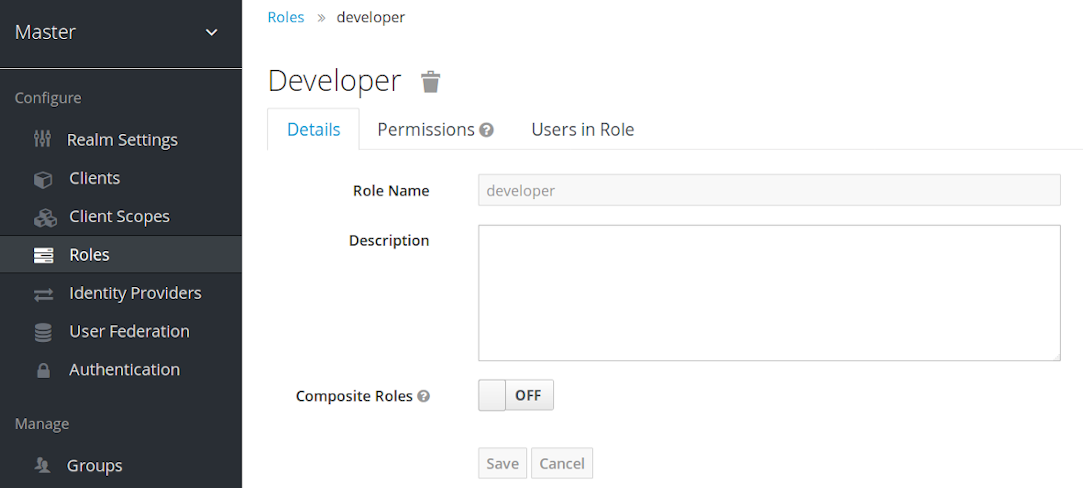 Master
Configure
Realm Settings
Clients
Client Scopes
Roles
Identity Providers
User Federation
Authentication
Manage
Groups
Roles » developer
Developer
Details Permissions ? Users in Role
Role Name developer
Description
Composite Roles ? OFF
Save Cancel